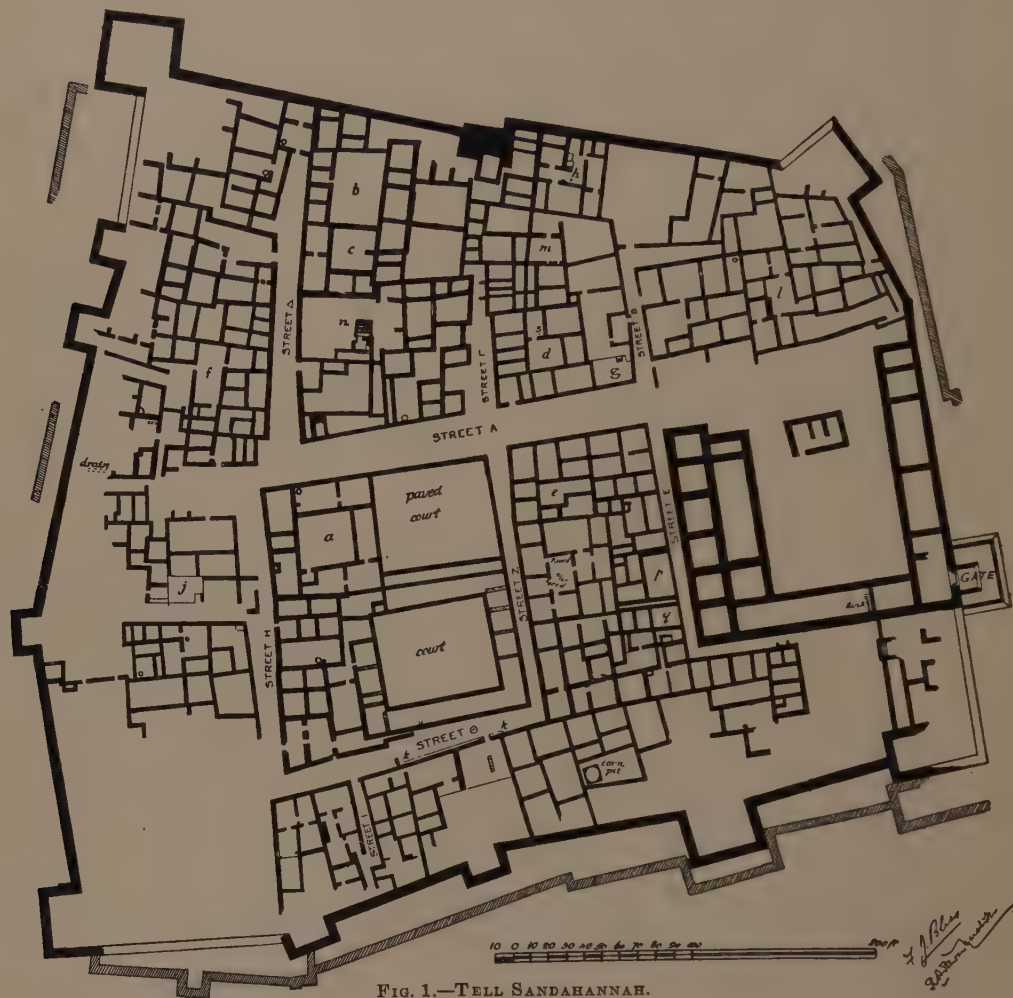 b
h
c
m
n
l
s
d
g
f
STREET Δ
STREET Γ
STREET B
STREET A
drain
paved
court
a
e
STREET E
STREET Z
p
q
j
GATE
STREET H
court
STREET Θ
k
k
corn
pit
STREET I
10 0 10 20 30 40 50 60 70 80 90 100
200 ft
F. J. Bliss
FIG. 1.—TELL SANDAHANNAH.